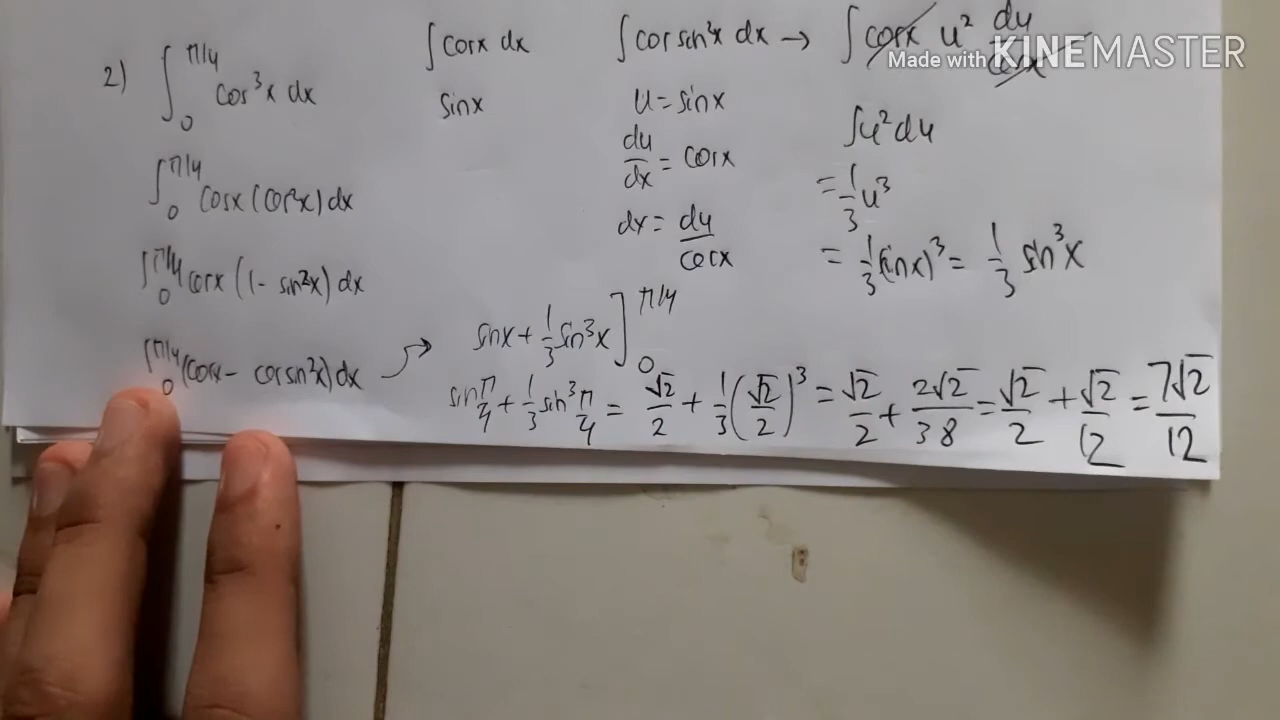 2) ∫₀^π/4 cos³x dx
∫₀^π/4 cosx (cos²x) dx
∫₀^π/4 cosx (1 - sin²x) dx
∫₀^π/4 (cosx - cos sin²x) dx
∫ cosx dx
sinx
∫ cos sin²x dx → ∫ cosx u² du/cosx
u = sinx
du/dx = cosx
dx = du/cosx
∫u² du
= 1/3 u³
= 1/3 (sinx)³ = 1/3 sin³x
sinx + 1/3 sin³x ]₀^π/4
sin π/4 + 1/3 sin³ π/4 = √2/2 + 1/3 (√2/2)³ = √2/2 + 2√2/3 8 = √2/2 + √2/12 = 7√2/12
Made with KINEMASTER